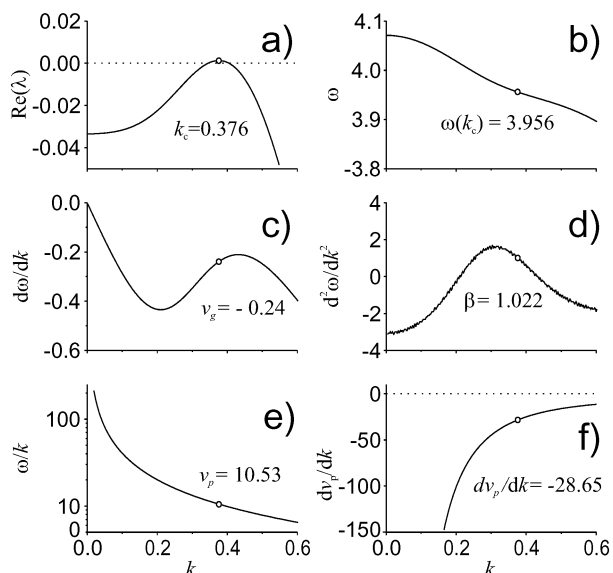 0.02
0.00
-0.02
-0.04
Re(λ)
a)
k_c=0.376
4.1
4.0
3.9
-3.8
ω
b)
ω(k_c) = 3.956
0.0
-0.2
-0.4
-0.6
dω/dk
c)
v_g = - 0.24
4
2
0
-2
-4
d²ω/dk²
d)
β = 1.022
100
10
0
ω/k
e)
v_p = 10.53
0.0 0.2 0.4 0.6
k
0
-50
-100
-150
dv_p/dk
f)
dv_p/dk= -28.65
0.0 0.2 0.4 0.6
k